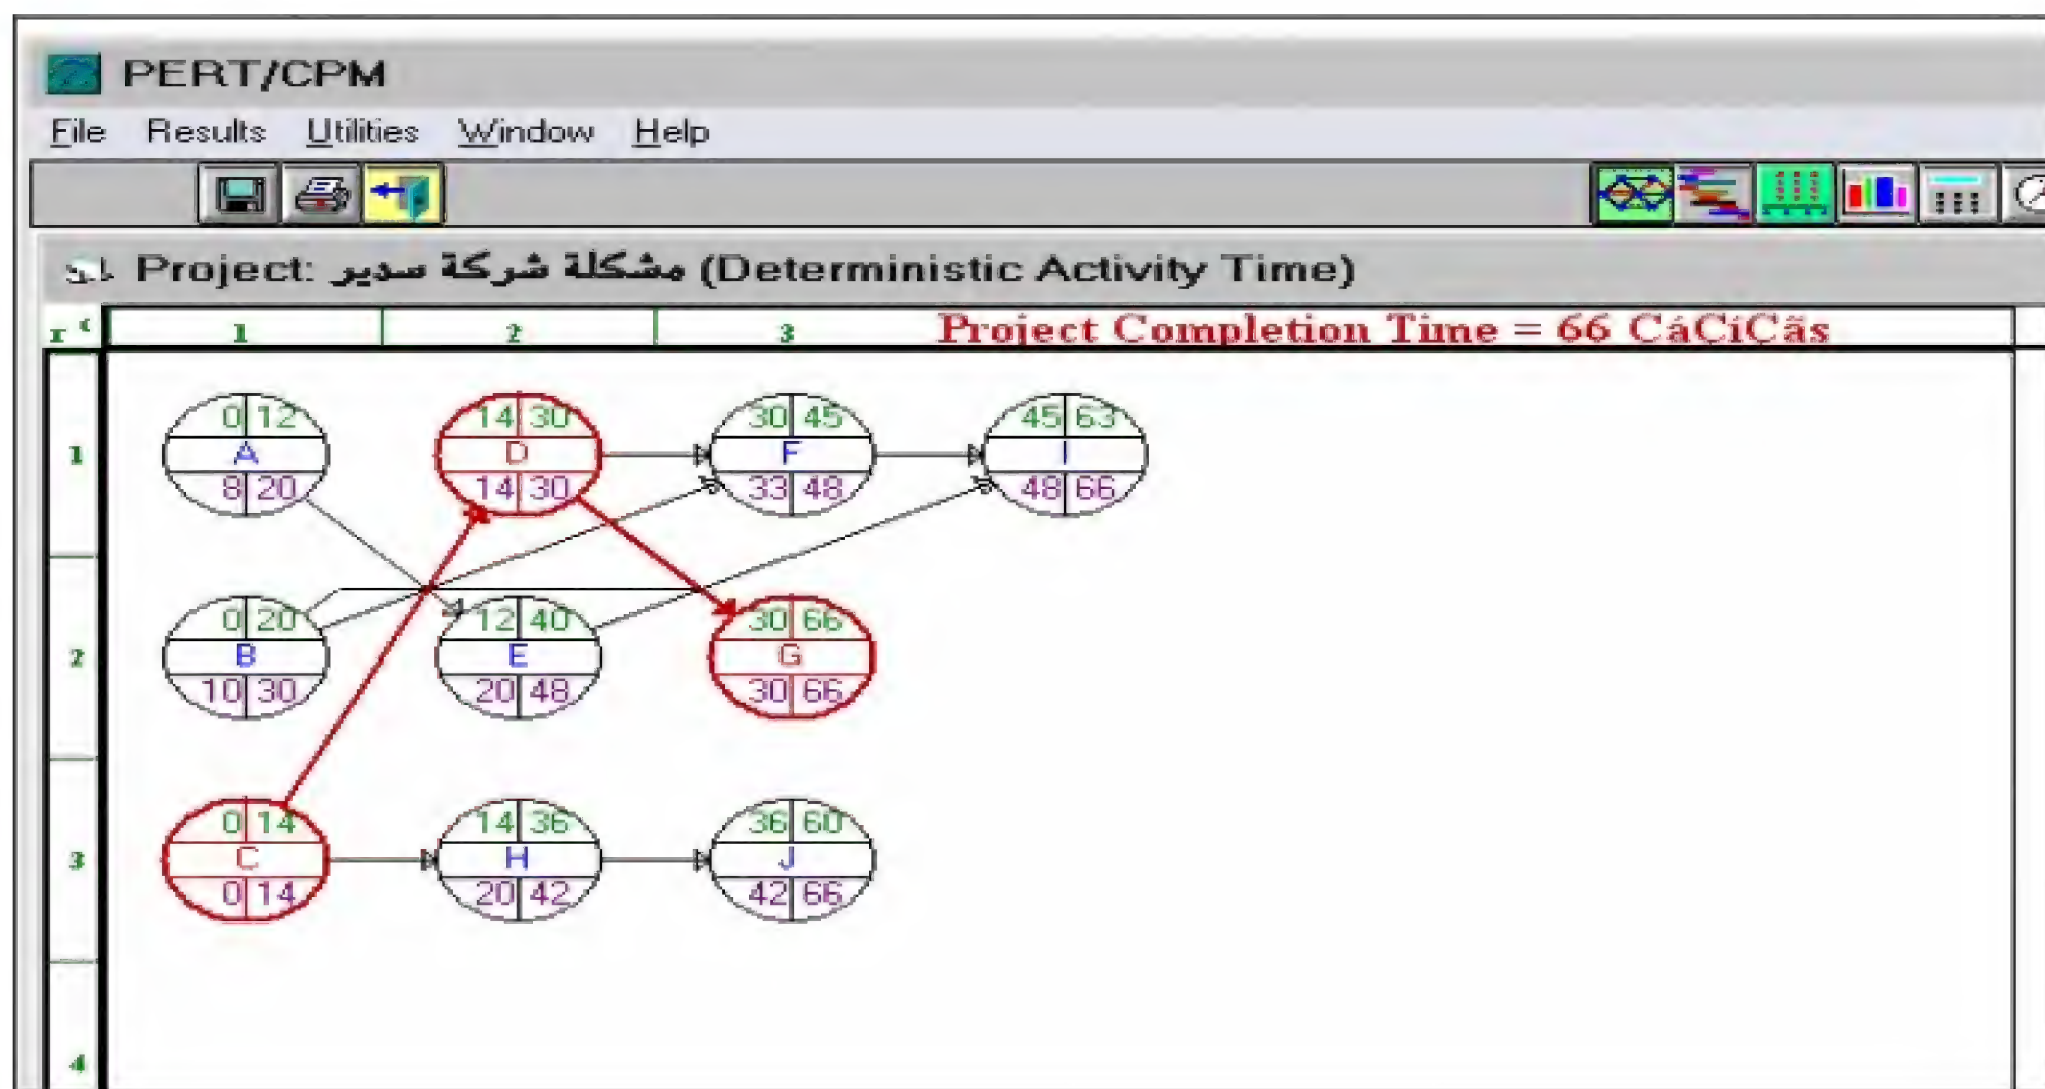 PERT/CPM
File Results Utilities Window Help
Project: مشكلة شركة سدير (Deterministic Activity Time)
1 2 3 Project Completion Time = 66 CáCíCãs
1
0 12 14 30 30 45 45 63
A D F I
8 20 14 30 33 48 48 66
2
0 20 12 40 30 66
B E G
10 30 20 48 30 66
3
0 14 14 36 36 60
C H J
0 14 20 42 42 66
4